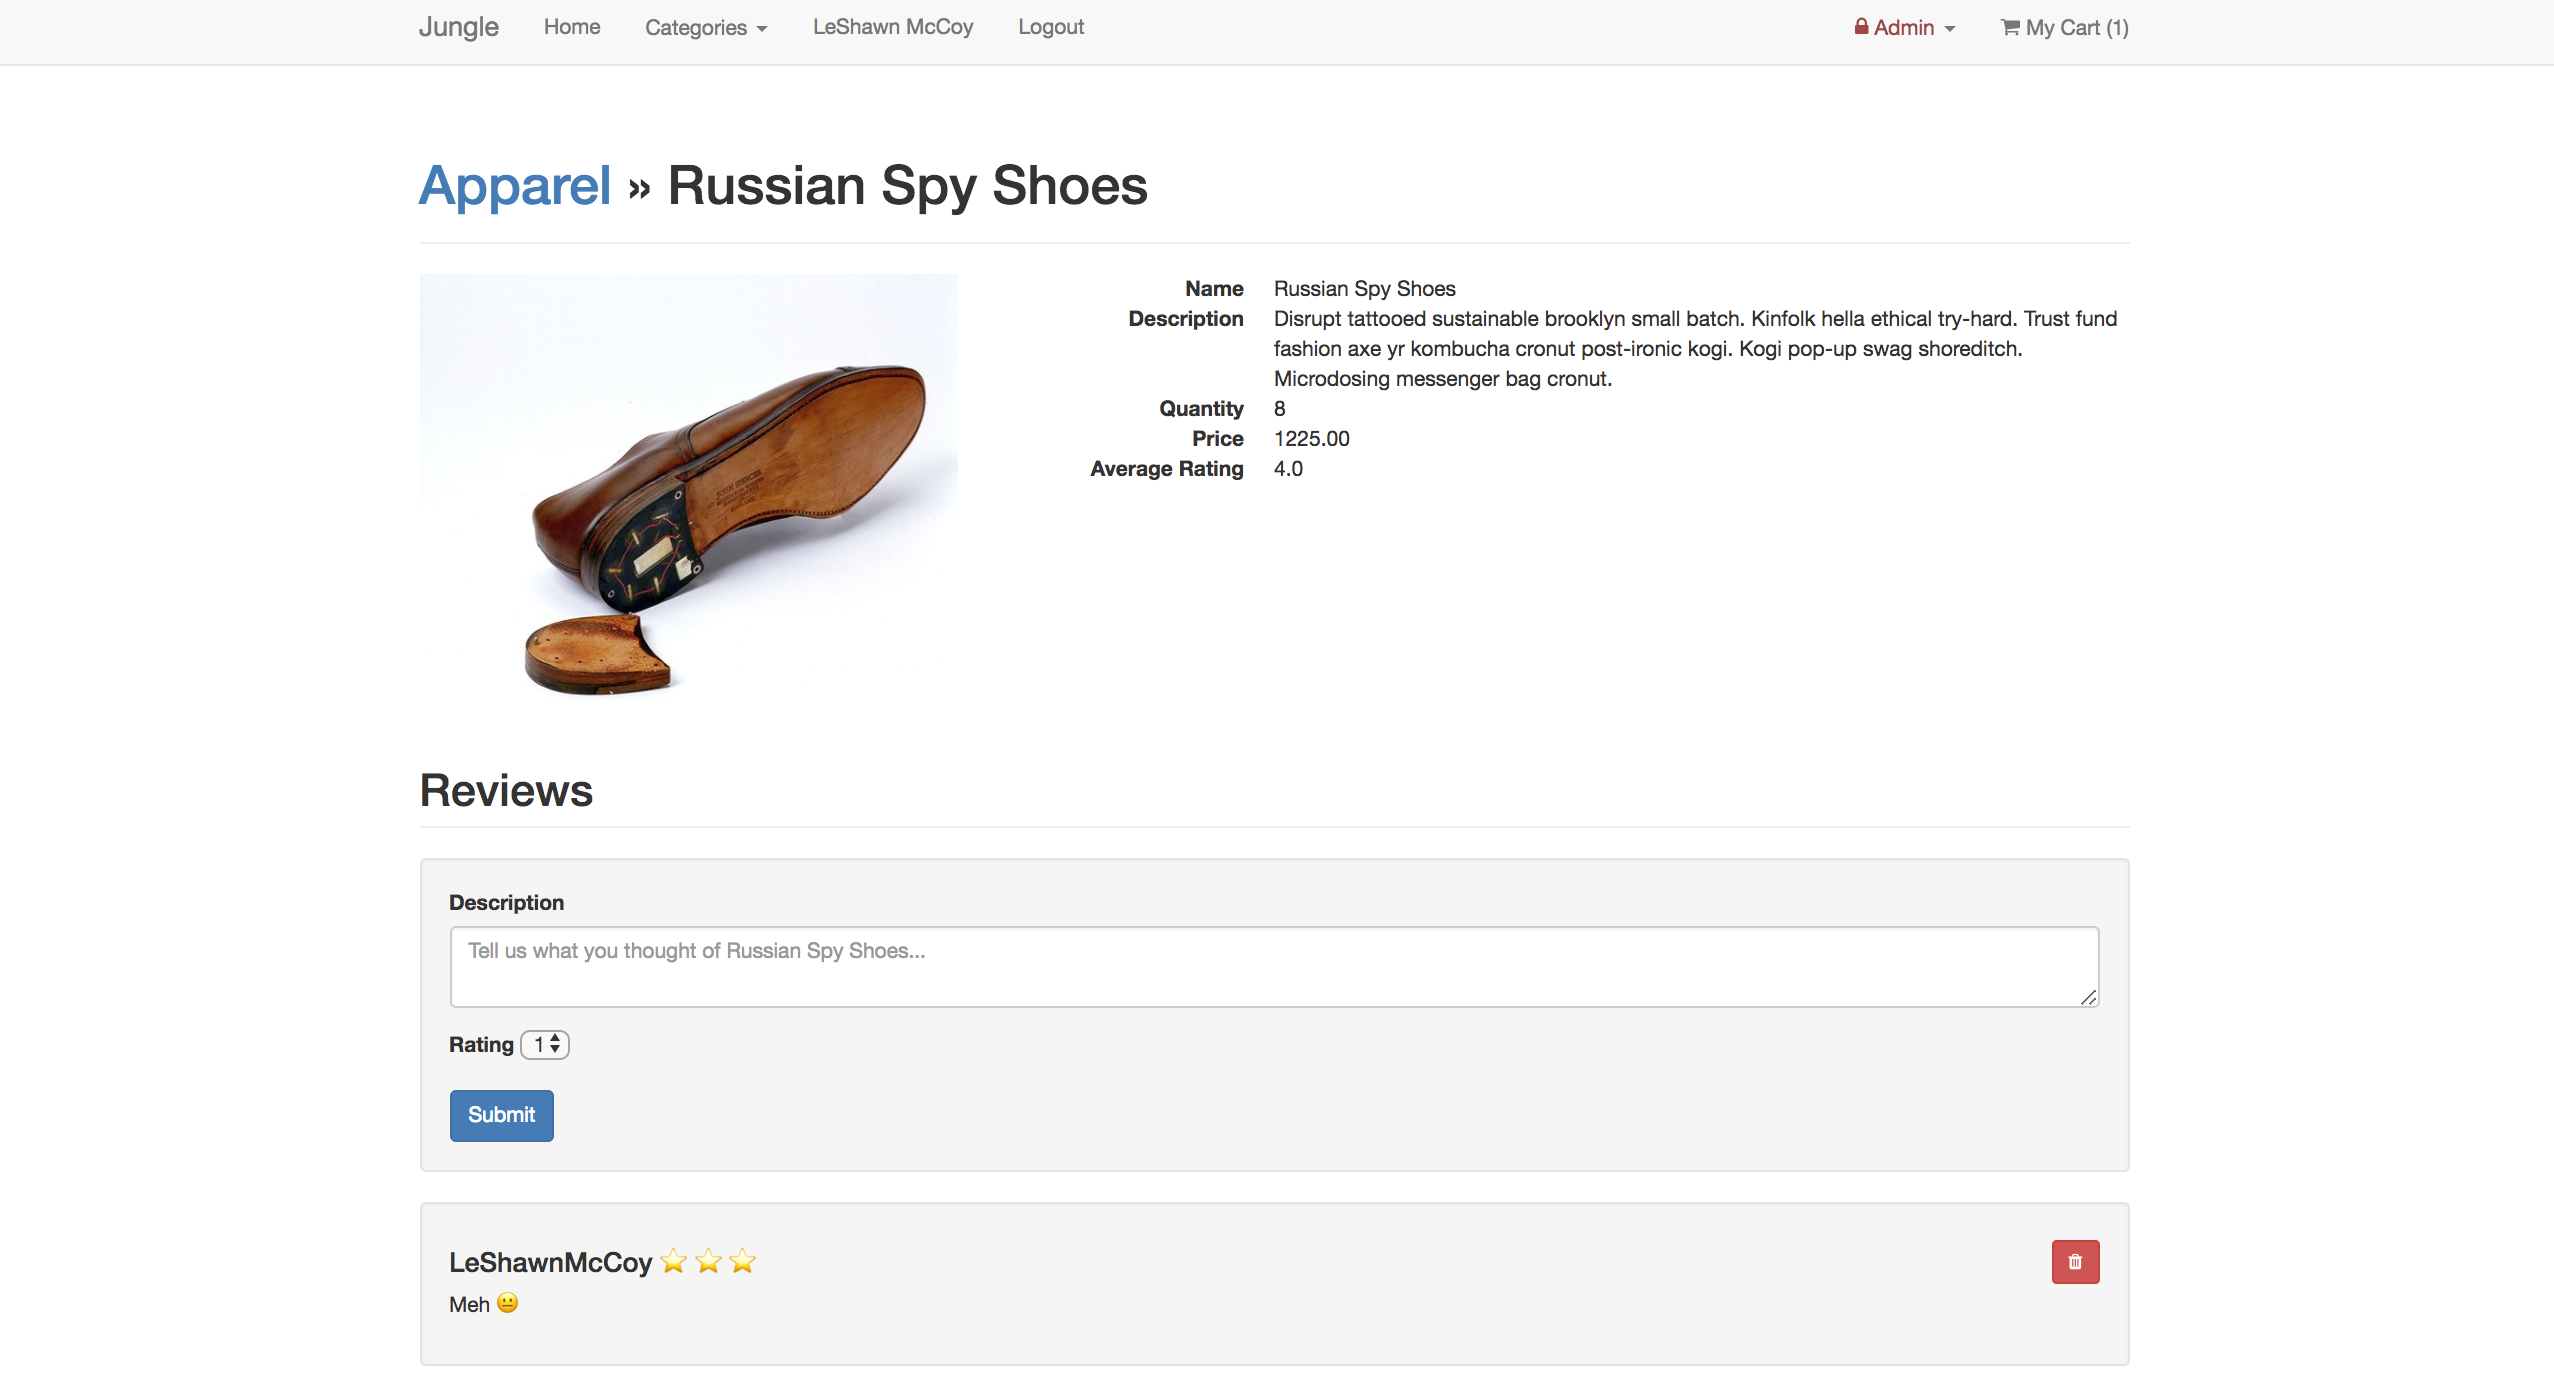 Jungle Home Categories LeShawn McCoy Logout Admin My Cart (1)
Apparel » Russian Spy Shoes
Name Russian Spy Shoes
Description Disrupt tattooed sustainable brooklyn small batch. Kinfolk hella ethical try-hard. Trust fund
fashion axe yr kombucha cronut post-ironic kogi. Kogi pop-up swag shoreditch.
Microdosing messenger bag cronut.
Quantity 8
Price 1225.00
Average Rating 4.0
JOHN SPENCER
Reviews
Description
Tell us what you thought of Russian Spy Shoes...
Rating 1
Submit
LeShawnMcCoy ⭐ ⭐ ⭐
Meh 😐